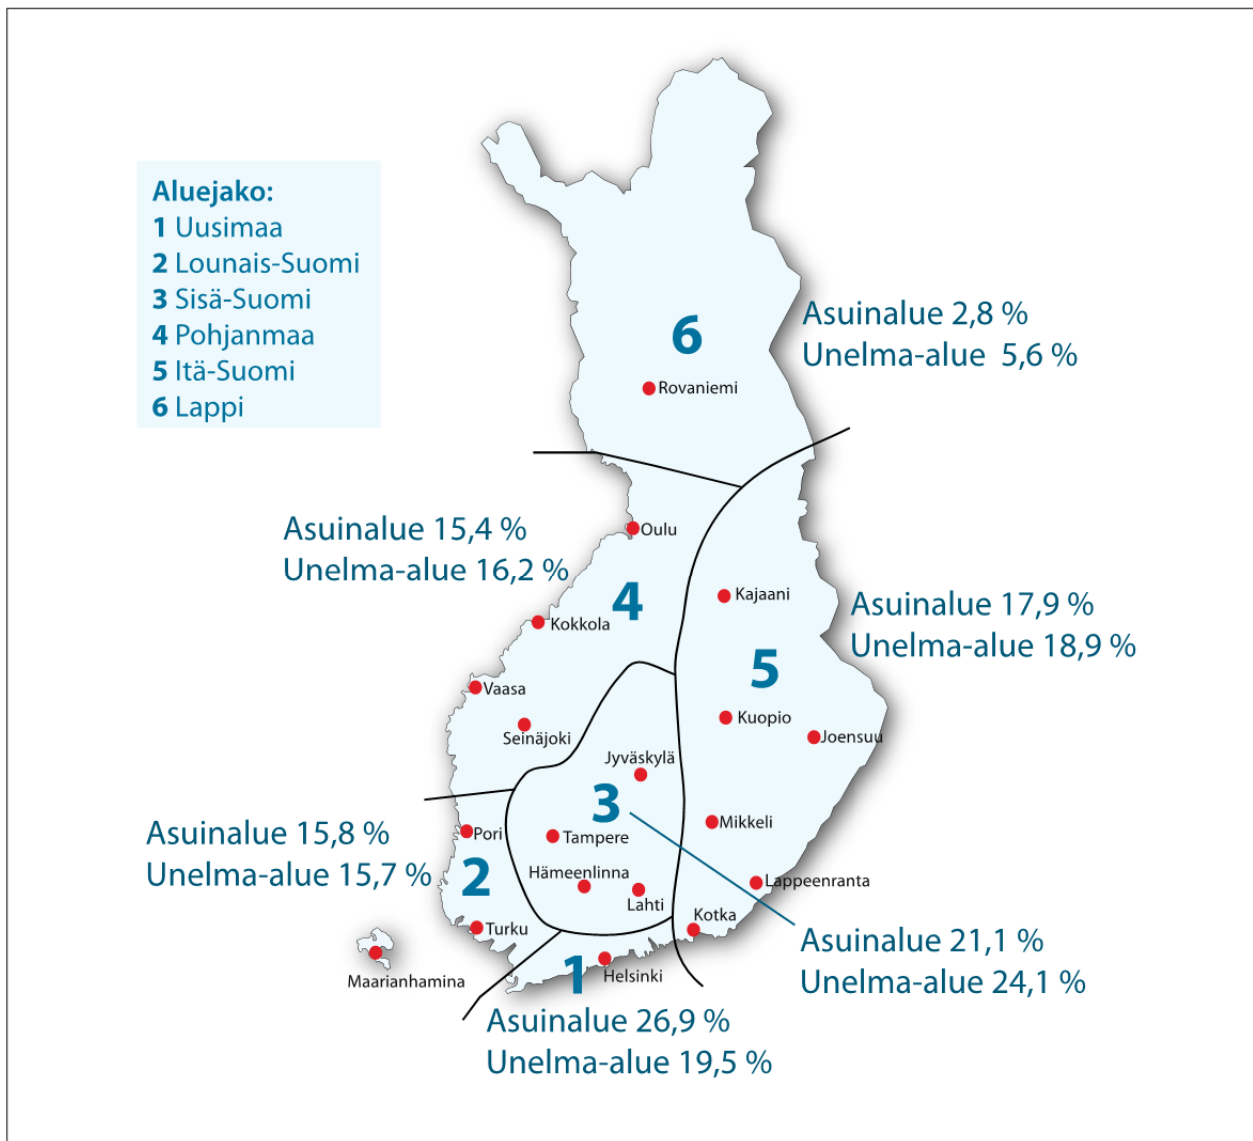 Aluejako:
1 Uusimaa
2 Lounais-Suomi
3 Sisä-Suomi
4 Pohjanmaa
5 Itä-Suomi
6 Lappi
6
Asuinalue 2,8 %
Unelma-alue 5,6 %
Rovaniemi
Asuinalue 15,4 %
Unelma-alue 16,2 %
Oulu
4
Kokkola
Kajaani
Asuinalue 17,9 %
Unelma-alue 18,9 %
5
Vaasa
Seinäjoki
Kuopio
Joensuu
Jyväskylä
3
Tampere
Mikkeli
Asuinalue 15,8 %
Unelma-alue 15,7 %
Pori
2
Hämeenlinna
Lahti
Lappeenranta
Kotka
Turku
Asuinalue 21,1 %
Unelma-alue 24,1 %
Maarianhamina
1
Helsinki
Asuinalue 26,9 %
Unelma-alue 19,5 %